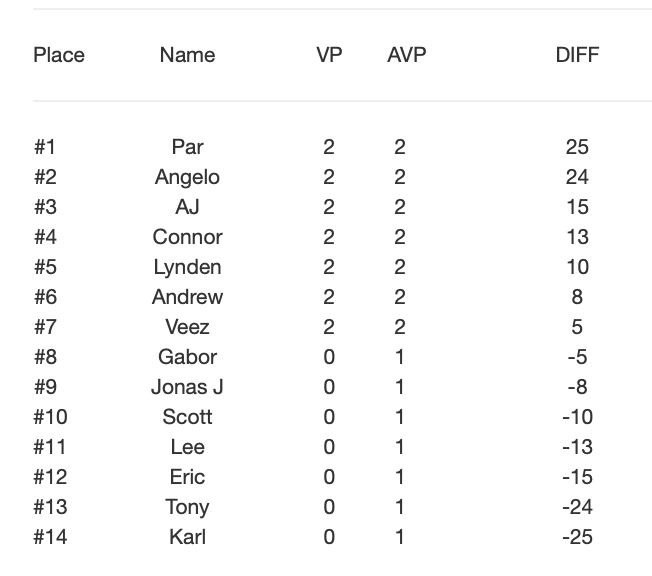 Place Name VP AVP DIFF
#1 Par 2 2 25
#2 Angelo 2 2 24
#3 AJ 2 2 15
#4 Connor 2 2 13
#5 Lynden 2 2 10
#6 Andrew 2 2 8
#7 Veez 2 2 5
#8 Gabor 0 1 -5
#9 Jonas J 0 1 -8
#10 Scott 0 1 -10
#11 Lee 0 1 -13
#12 Eric 0 1 -15
#13 Tony 0 1 -24
#14 Karl 0 1 -25